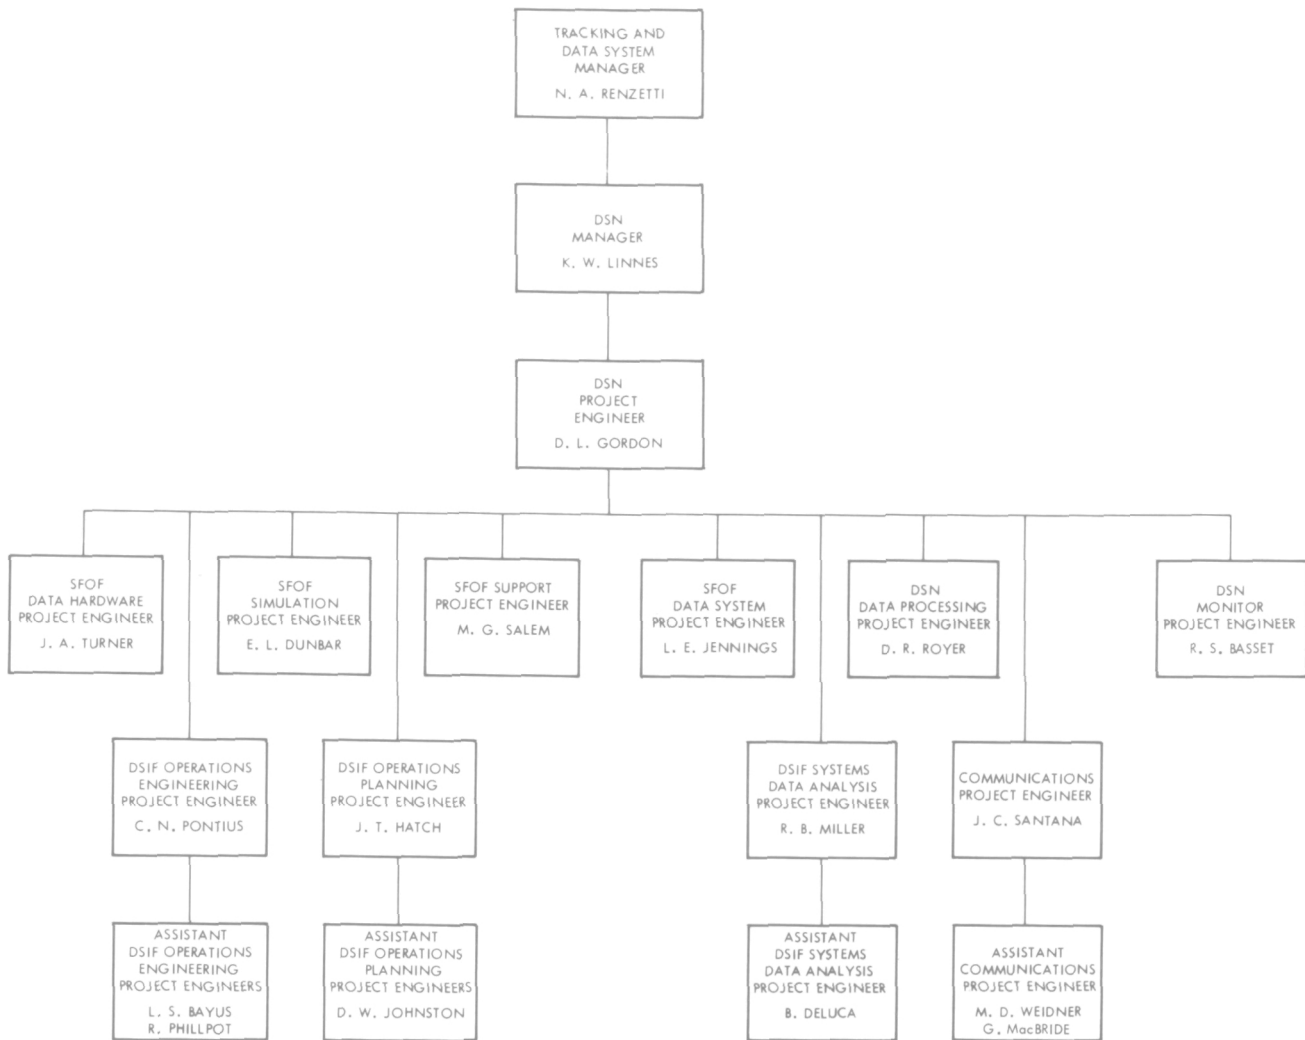 TRACKING AND
DATA SYSTEM
MANAGER
N. A. RENZETTI
DSN
MANAGER
K. W. LINNES
DSN
PROJECT
ENGINEER
D. L. GORDON
SFOF
DATA HARDWARE
PROJECT ENGINEER
J. A. TURNER
SFOF
SIMULATION
PROJECT ENGINEER
E. L. DUNBAR
SFOF SUPPORT
PROJECT ENGINEER
M. G. SALEM
SFOF
DATA SYSTEM
PROJECT ENGINEER
L. E. JENNINGS
DSN
DATA PROCESSING
PROJECT ENGINEER
D. R. ROYER
DSN
MONITOR
PROJECT ENGINEER
R. S. BASSET
DSIF OPERATIONS
ENGINEERING
PROJECT ENGINEER
C. N. PONTIUS
DSIF OPERATIONS
PLANNING
PROJECT ENGINEER
J. T. HATCH
DSIF SYSTEMS
DATA ANALYSIS
PROJECT ENGINEER
R. B. MILLER
COMMUNICATIONS
PROJECT ENGINEER
J. C. SANTANA
ASSISTANT
DSIF OPERATIONS
ENGINEERING
PROJECT ENGINEERS
L. S. BAYUS
R. PHILLPOT
ASSISTANT
DSIF OPERATIONS
PLANNING
PROJECT ENGINEERS
D. W. JOHNSTON
ASSISTANT
DSIF SYSTEMS
DATA ANALYSIS
PROJECT ENGINEER
B. DELUCA
ASSISTANT
COMMUNICATIONS
PROJECT ENGINEER
M. D. WEIDNER
G. MacBRIDE